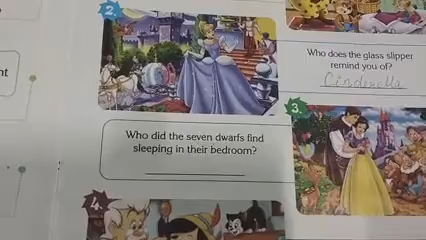 2.
nt
Who does the glass slipper
remind you of?
Cinderella
3.
Who did the seven dwarfs find
sleeping in their bedroom?
4.